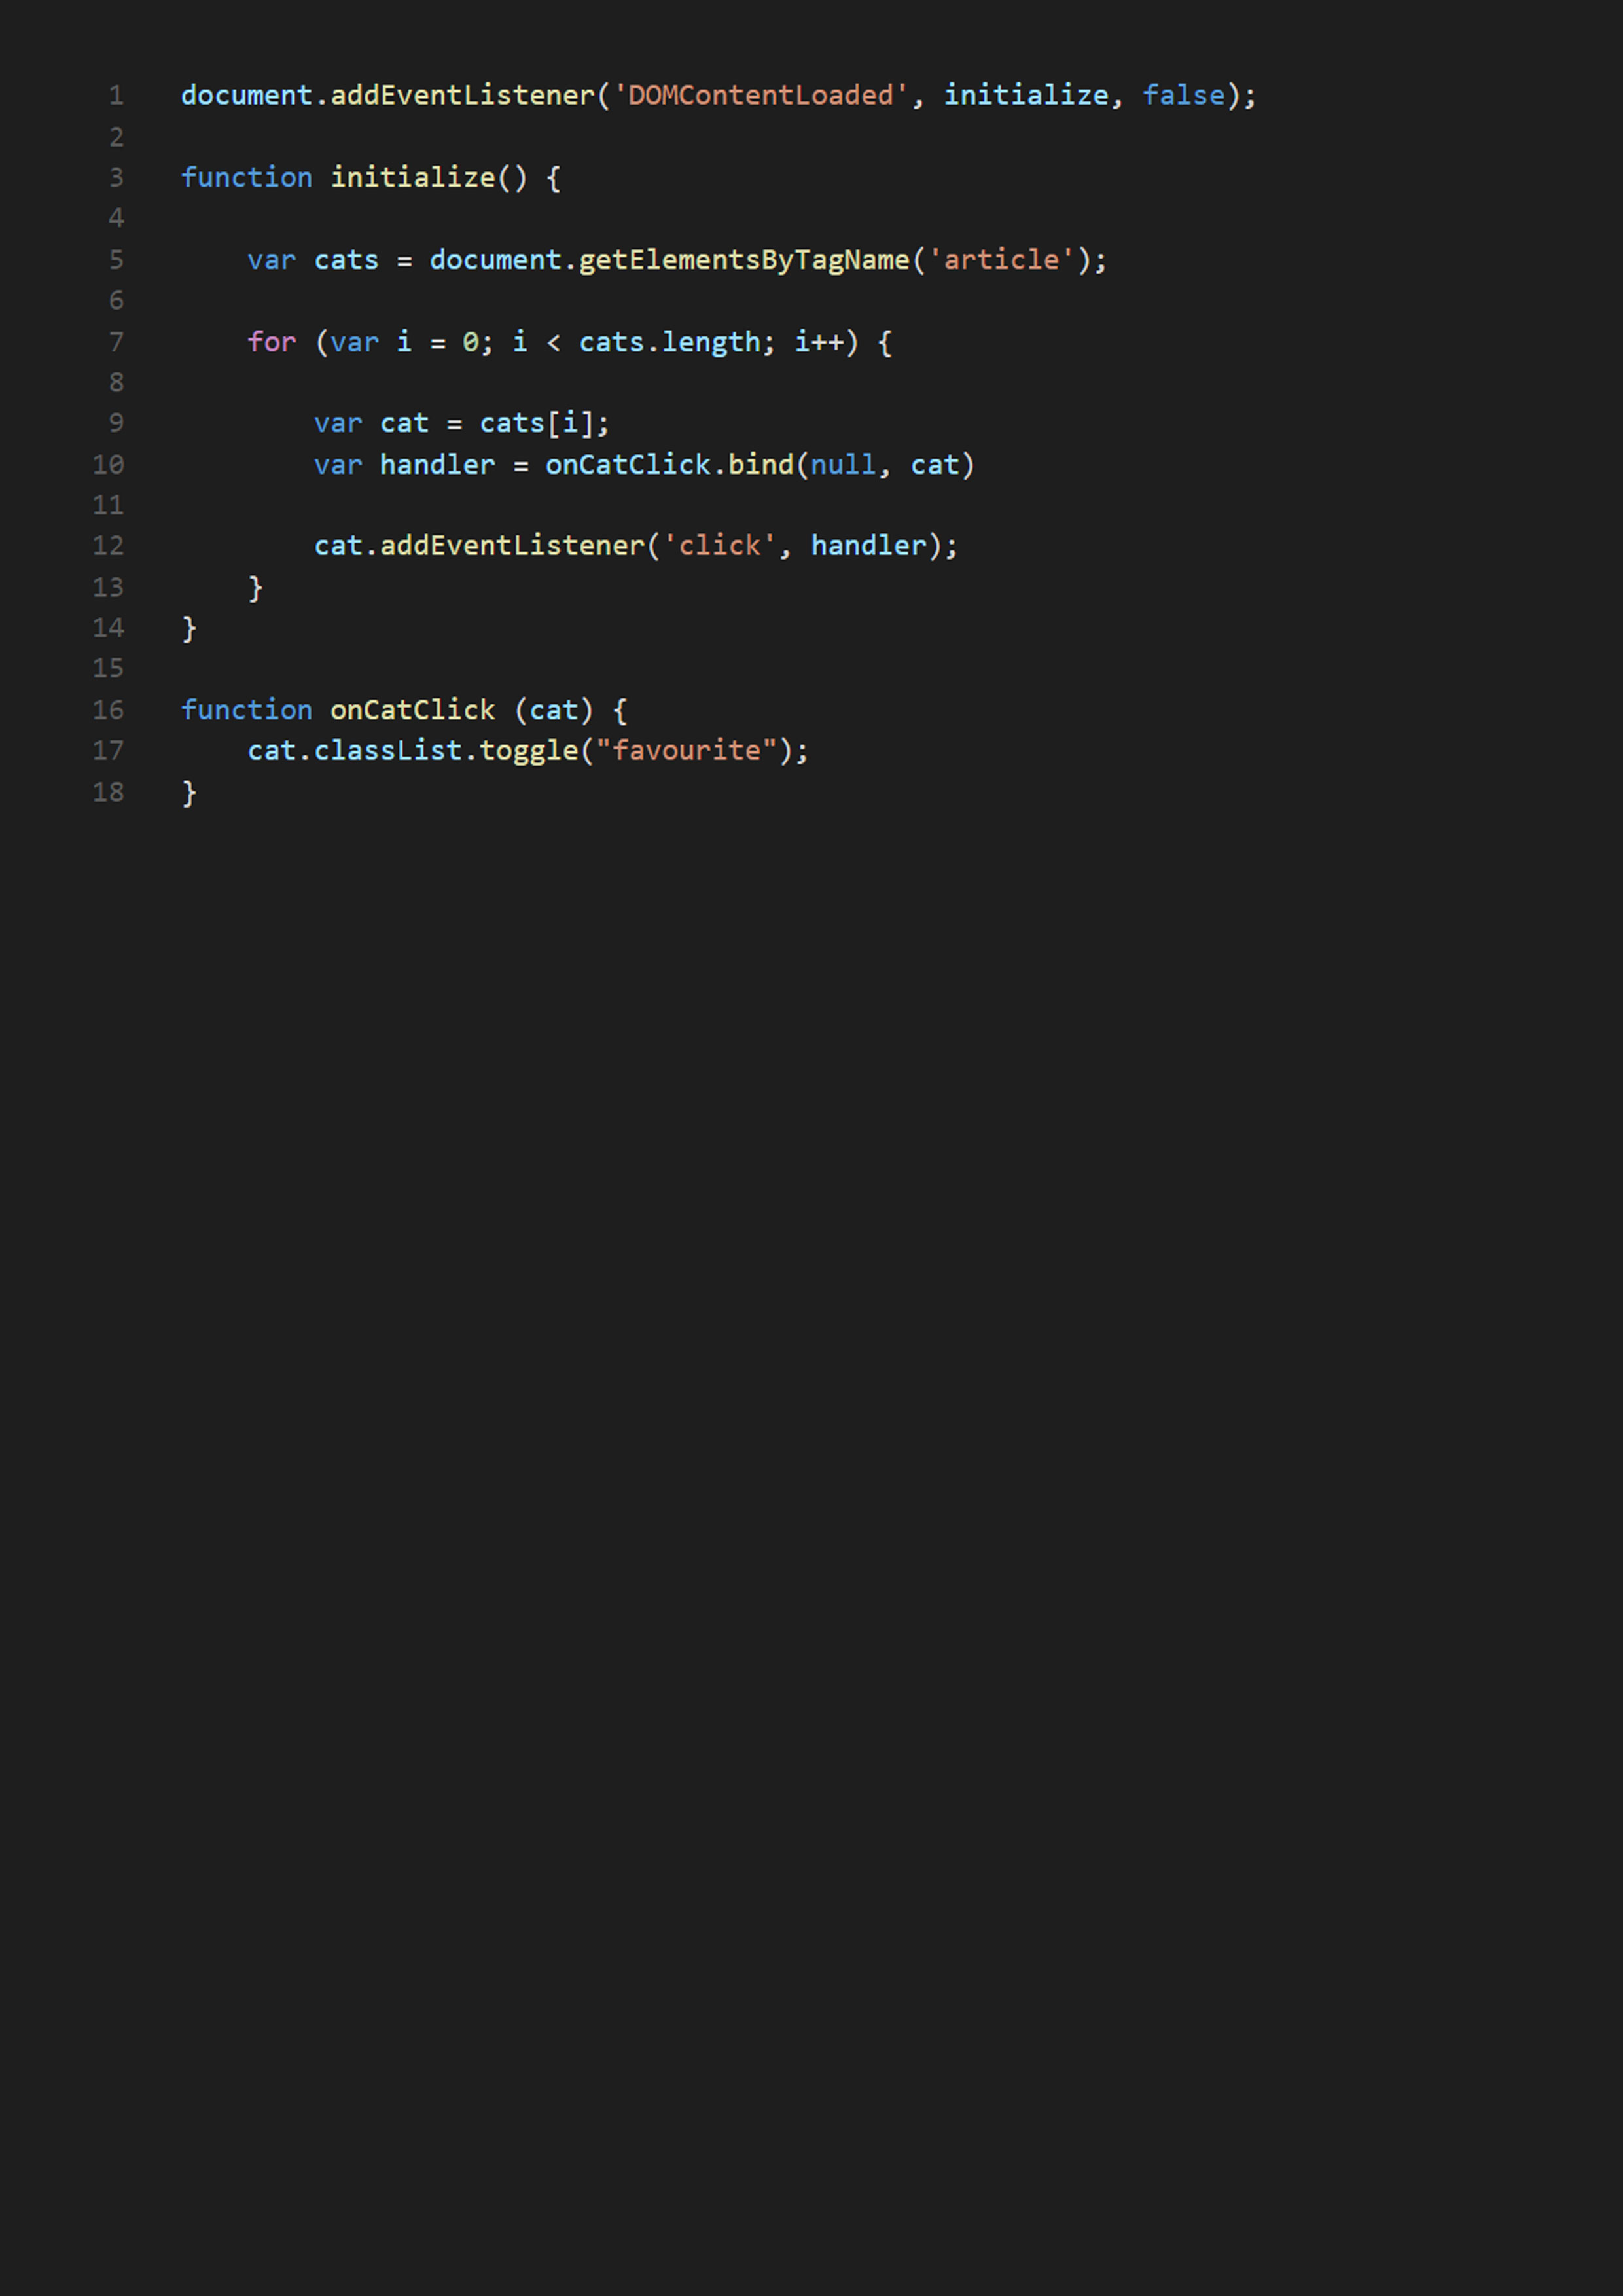 1 document.addEventListener('DOMContentLoaded', initialize, false);
2
3 function initialize() {
4
5     var cats = document.getElementsByTagName('article');
6
7     for (var i = 0; i < cats.length; i++) {
8
9         var cat = cats[i];
10         var handler = onCatClick.bind(null, cat)
11
12         cat.addEventListener('click', handler);
13     }
14 }
15
16 function onCatClick (cat) {
17     cat.classList.toggle("favourite");
18 }